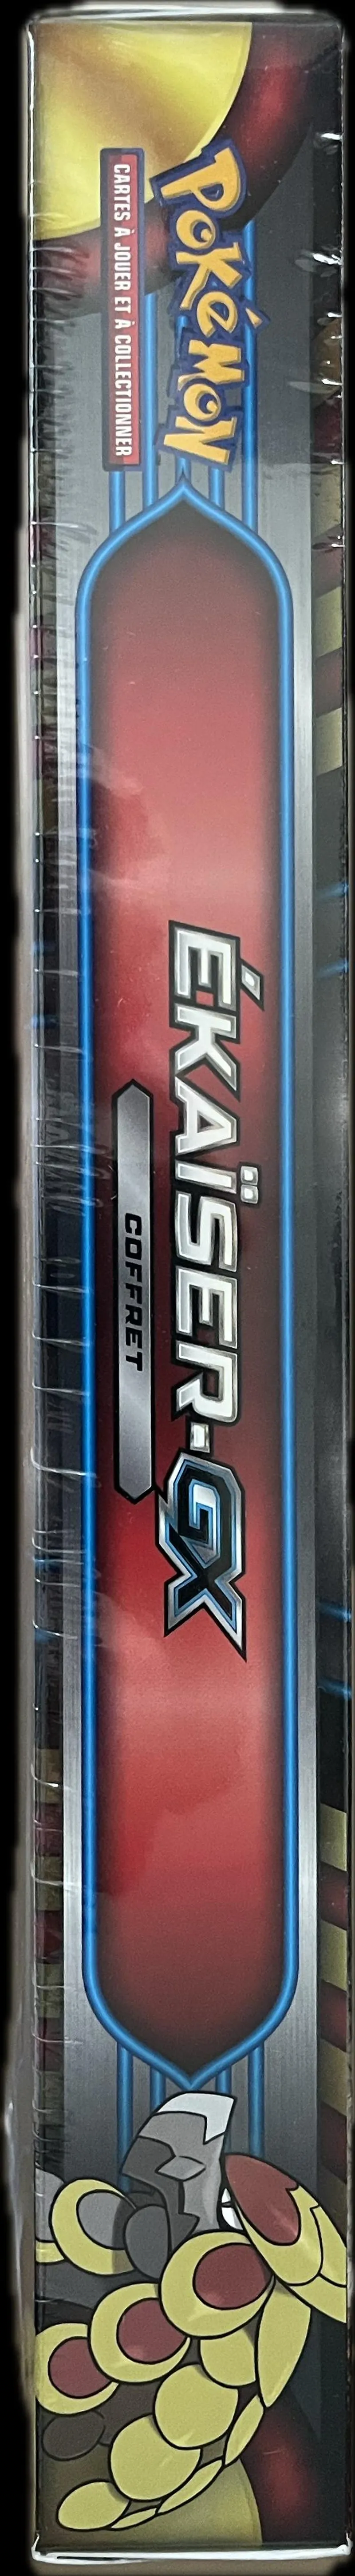 POKÉMON
CARTES À JOUER ET À COLLECTIONNER
ÉKAÏSER-GX
COFFRET